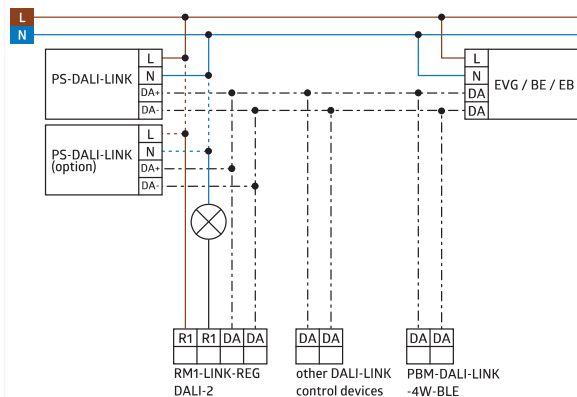 L
N
PS-DALI-LINK
L
N
DA+
DA-
EVG / BE / EB
L
N
DA
DA
PS-DALI-LINK
(option)
L
N
DA+
DA-
R1 R1 DA DA
RM1-LINK-REG
DALI-2
DA DA
other DALI-LINK
control devices
DA DA
PBM-DALI-LINK
-4W-BLE